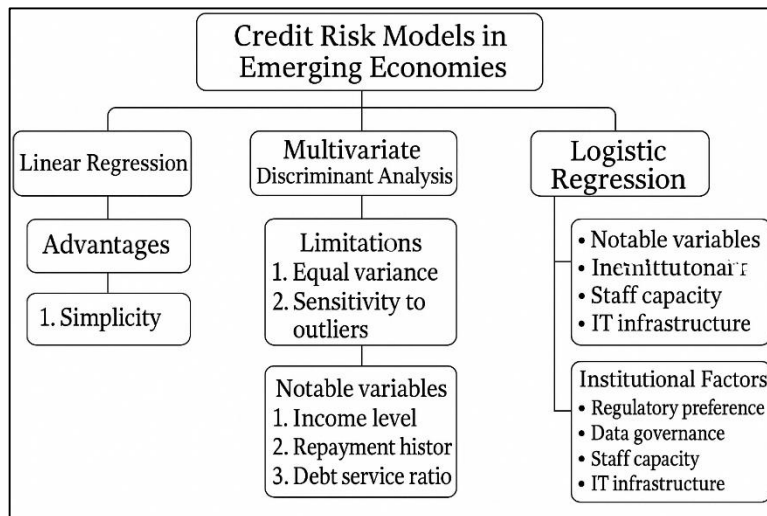 Credit Risk Models in
Emerging Economies
Linear Regression
Advantages
1. Simplicity
Multivariate
Discriminant Analysis
Limitations
1. Equal variance
2. Sensitivity to
outliers
Notable variables
1. Income level
2. Repayment histor
3. Debt service ratio
Logistic
Regression
• Notable variables
•
• Staff capacity
• IT infrastructure
Institutional Factors
• Regulatory preference
• Data governance
• Staff capacity
• IT infrastructure